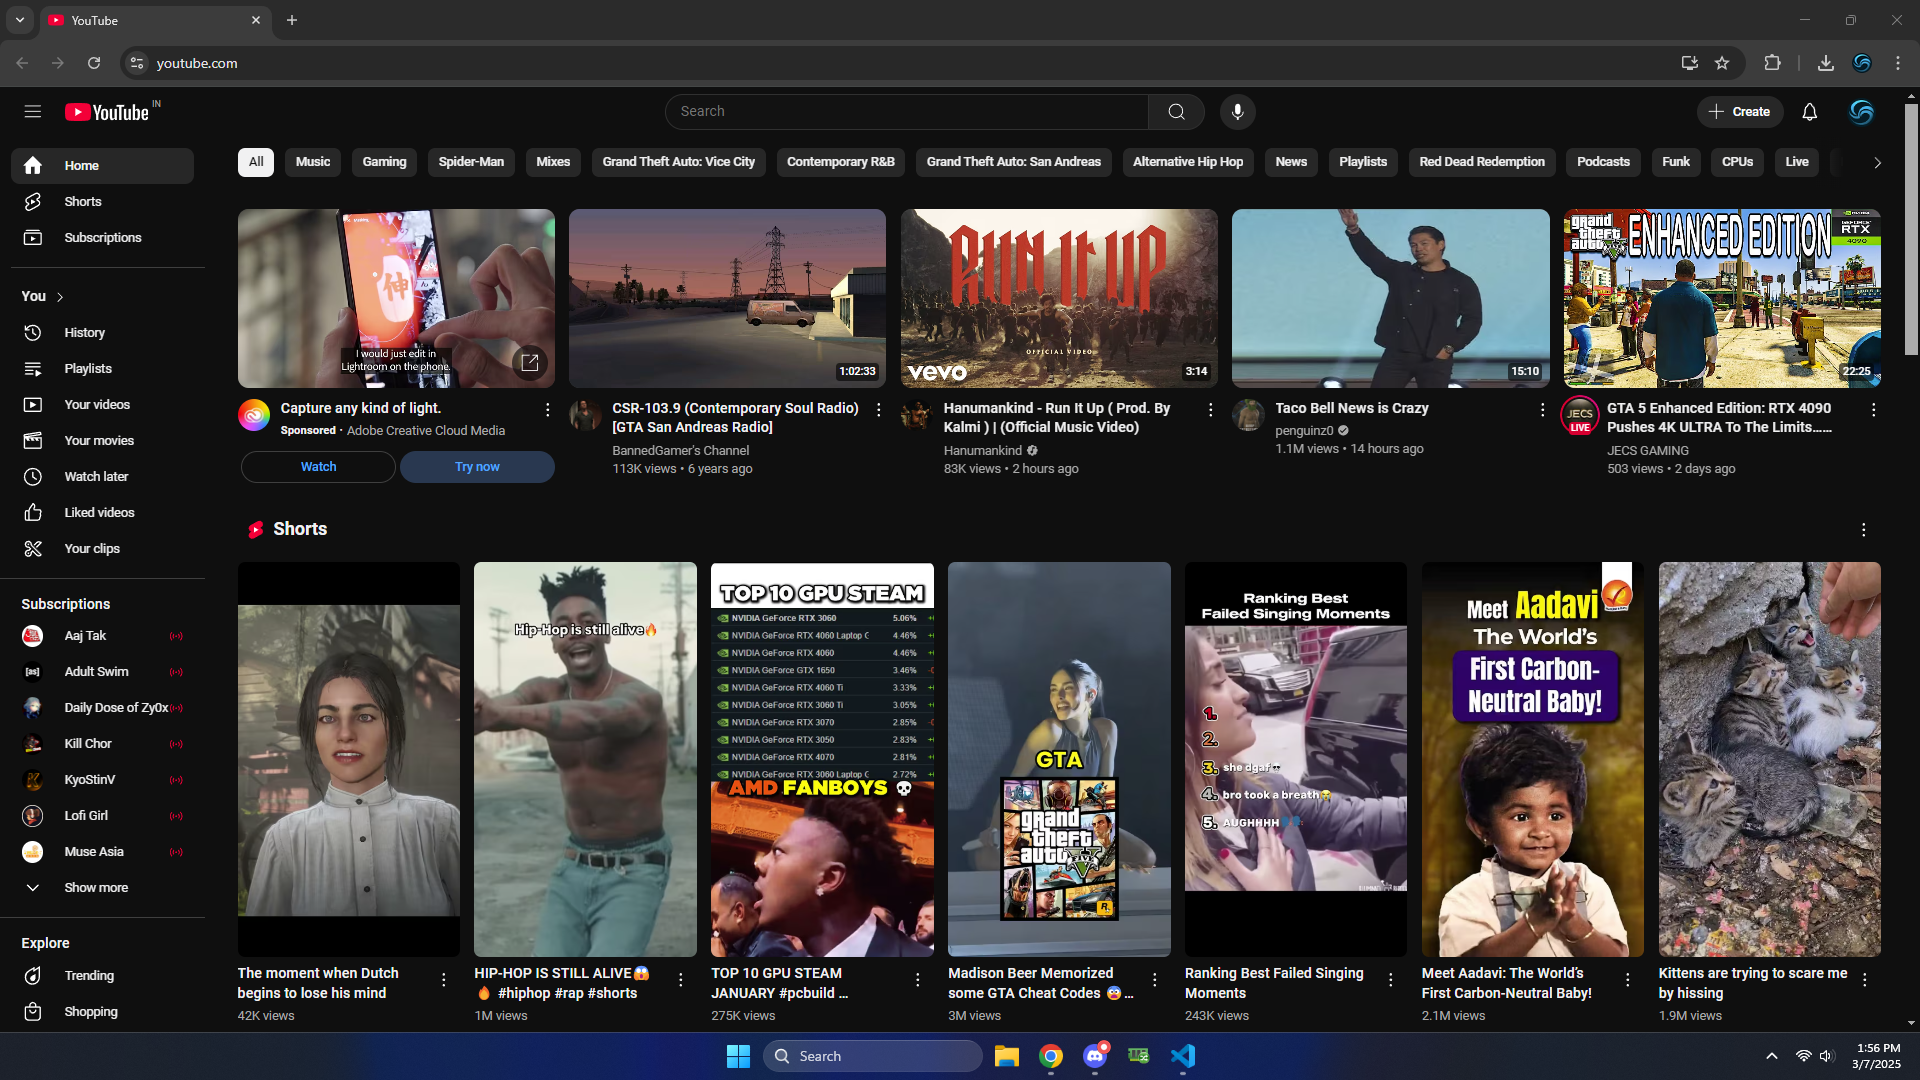 YouTube
youtube.com
YouTube IN
Search
Create
Home
Shorts
Subscriptions
You
History
Playlists
Your videos
Your movies
Watch later
Liked videos
Your clips
Subscriptions
Aaj Tak
Adult Swim
Daily Dose of Zy0x
Kill Chor
KyoStinV
Lofi Girl
Muse Asia
Show more
Explore
Trending
Shopping
All Music Gaming Spider-Man Mixes Grand Theft Auto: Vice City Contemporary R&B Grand Theft Auto: San Andreas Alternative Hip Hop News Playlists Red Dead Redemption Podcasts Funk CPUs Live
I would just edit in
Lightroom on the phone.
Capture any kind of light.
Sponsored · Adobe Creative Cloud Media
Watch Try now
1:02:33
CSR-103.9 (Contemporary Soul Radio)
[GTA San Andreas Radio]
BannedGamer's Channel
113K views • 6 years ago
RUN IT UP
OFFICIAL VIDEO
vevo
3:14
Hanumankind - Run It Up ( Prod. By
Kalmi ) | (Official Music Video)
Hanumankind
83K views • 2 hours ago
15:10
Taco Bell News is Crazy
penguinz0
1.1M views • 14 hours ago
grand
theft
auto V
ENHANCED EDITION
GEFORCE
RTX
4090
22:25
JECS
LIVE
GTA 5 Enhanced Edition: RTX 4090
Pushes 4K ULTRA To The Limits......
JECS GAMING
503 views • 2 days ago
Shorts
The moment when Dutch
begins to lose his mind
42K views
Hip-Hop is still alive🔥
HIP-HOP IS STILL ALIVE😱
🔥 #hiphop #rap #shorts
1M views
TOP 10 GPU STEAM
NVIDIA GeForce RTX 3060 5.06%
NVIDIA GeForce RTX 4060 Laptop G 4.46%
NVIDIA GeForce RTX 4060 4.46%
NVIDIA GeForce GTX 1650 3.46%
NVIDIA GeForce RTX 4060 Ti 3.33%
NVIDIA GeForce RTX 3060 Ti 3.05%
NVIDIA GeForce RTX 3070 2.85%
NVIDIA GeForce RTX 3050 2.83%
NVIDIA GeForce RTX 4070 2.81%
NVIDIA GeForce RTX 3060 Laptop G 2.72%
AMD FANBOYS 💀
TOP 10 GPU STEAM
JANUARY #pcbuild ...
275K views
GTA
grand
theft
auto V
FIVE
Madison Beer Memorized
some GTA Cheat Codes 😨 ...
3M views
Ranking Best
Failed Singing Moments
1.
2.
3. she dgaf
4. bro took a breath😭
5. AUGHHHH
Ranking Best Failed Singing
Moments
243K views
Meet Aadavi
The World's
First Carbon-
Neutral Baby!
Meet Aadavi: The World's
First Carbon-Neutral Baby!
2.1M views
Kittens are trying to scare me
by hissing
1.9M views
Search
1:56 PM
3/7/2025